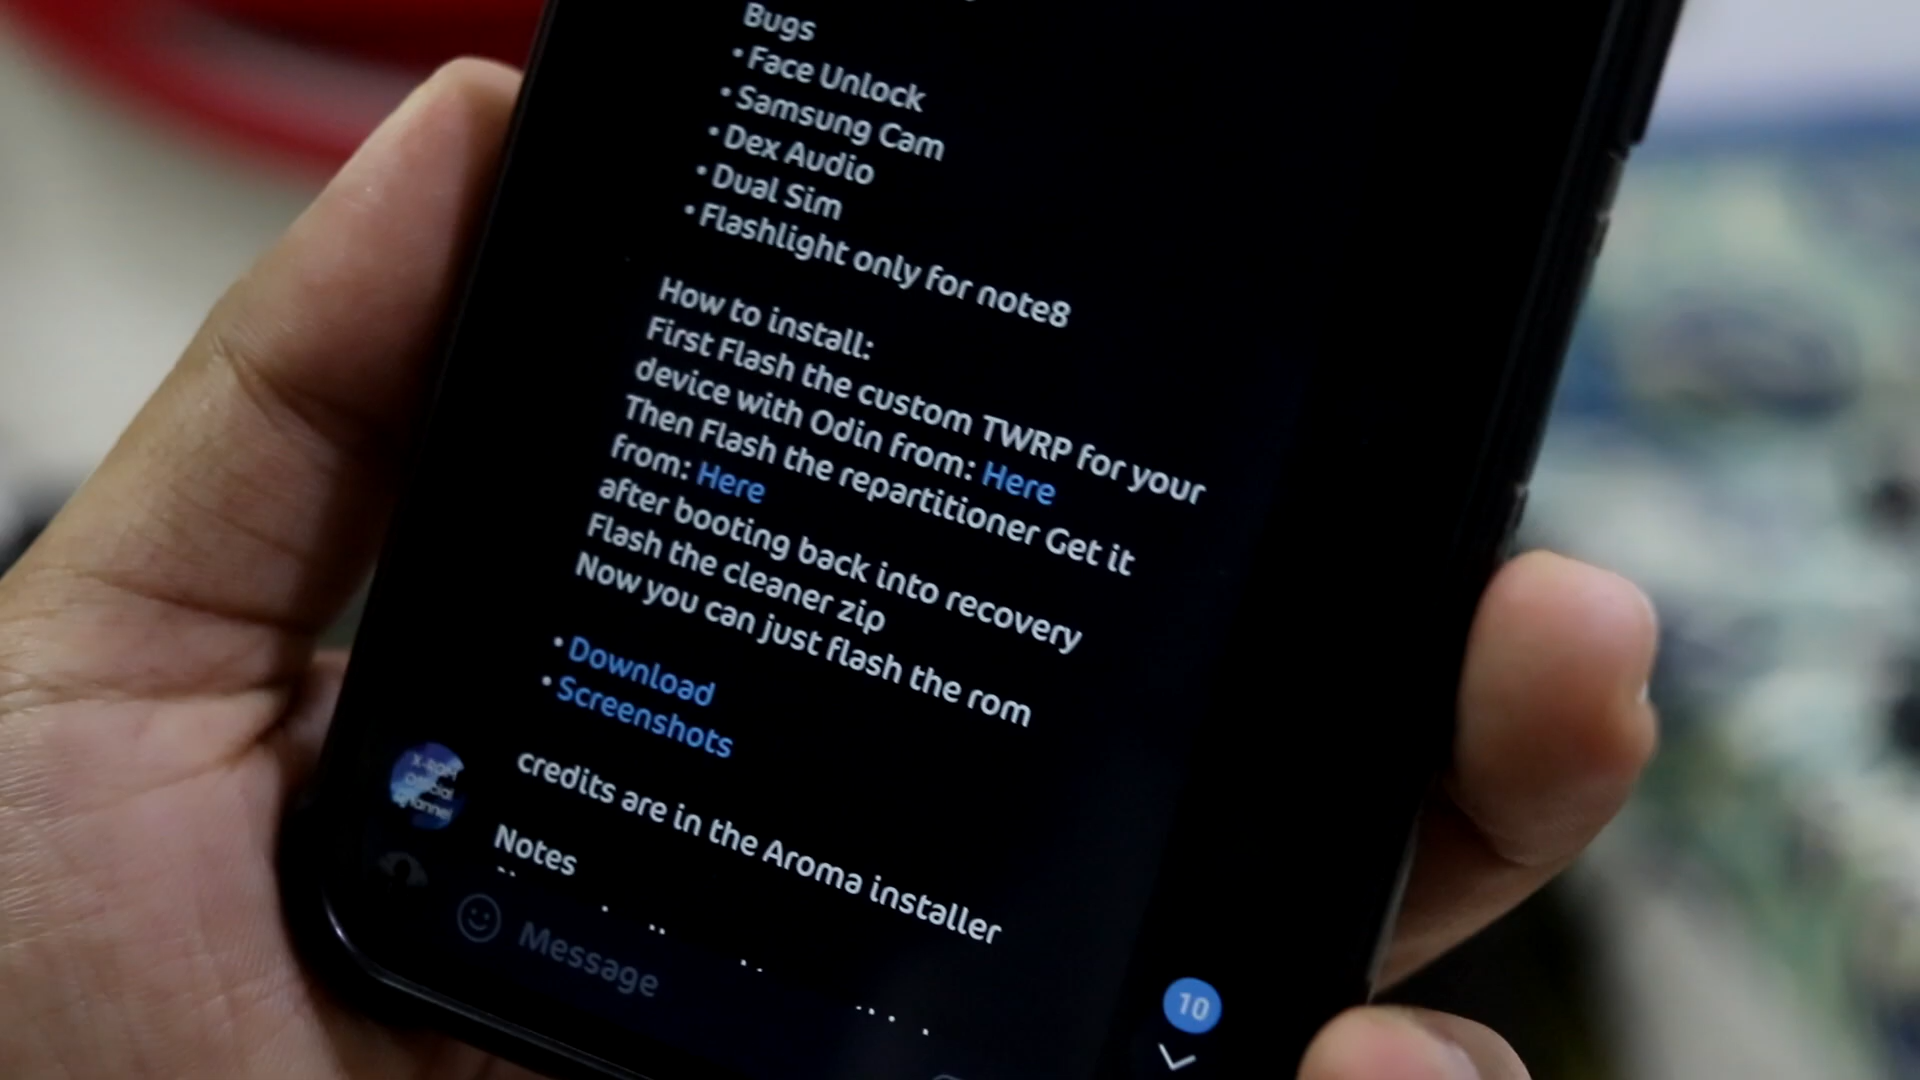 Bugs
• Face Unlock
• Samsung Cam
• Dex Audio
• Dual Sim
• Flashlight only for note8
How to install:
First Flash the custom TWRP for your
device with Odin from: Here
Then Flash the repartitioner Get it
from: Here
after booting back into recovery
Flash the cleaner zip
Now you can just flash the rom
• Download
• Screenshots
credits are in the Aroma installer
Notes
X-ROM
Official
Channel
Message
10